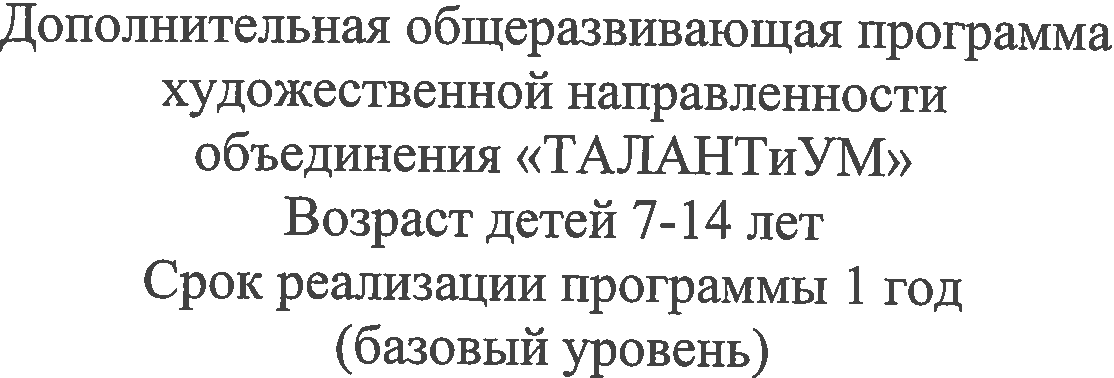 Дополнительная общеразвивающая программа
художественной направленности
объединения «ТАЛАНТиУМ»
Возраст детей 7-14 лет
Срок реализации программы 1 год
(базовый уровень)